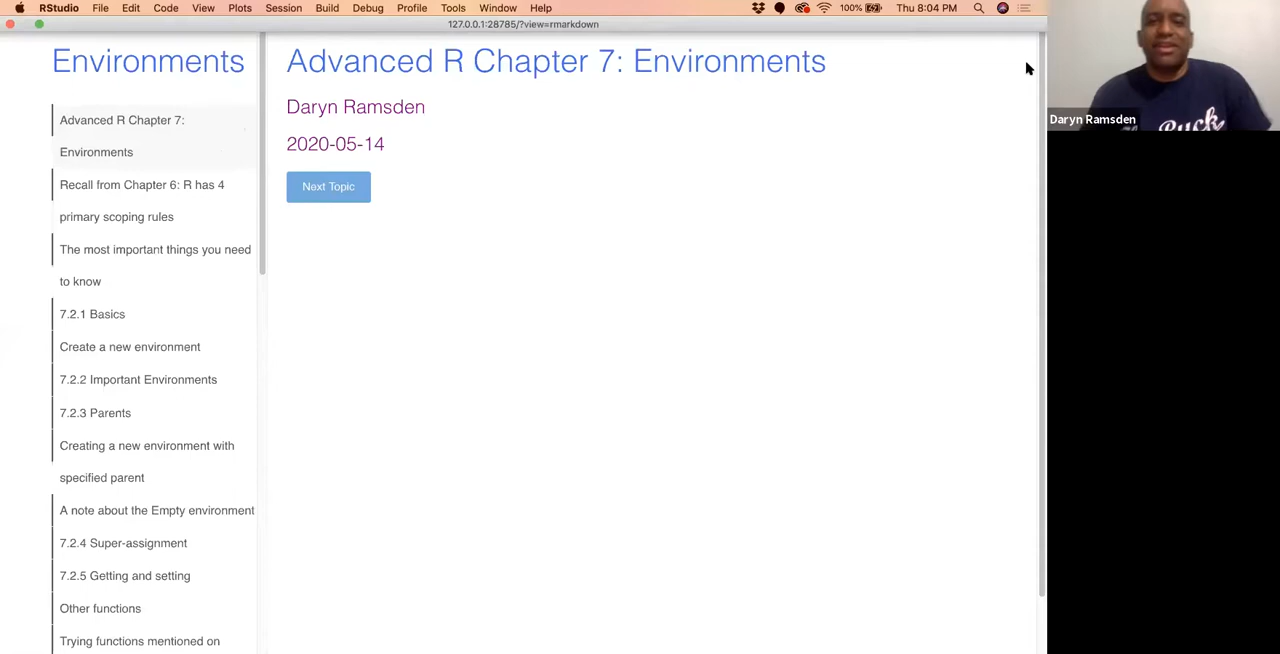 RStudio File Edit Code View Plots Session Build Debug Profile Tools Window Help 100% Thu 8:04 PM
127.0.0.1:28785/?view=rmarkdown
Environments
Advanced R Chapter 7:
Environments
Recall from Chapter 6: R has 4
primary scoping rules
The most important things you need
to know
7.2.1 Basics
Create a new environment
7.2.2 Important Environments
7.2.3 Parents
Creating a new environment with
specified parent
A note about the Empty environment
7.2.4 Super-assignment
7.2.5 Getting and setting
Other functions
Trying functions mentioned on
Advanced R Chapter 7: Environments
Daryn Ramsden
2020-05-14
Next Topic
Daryn Ramsden